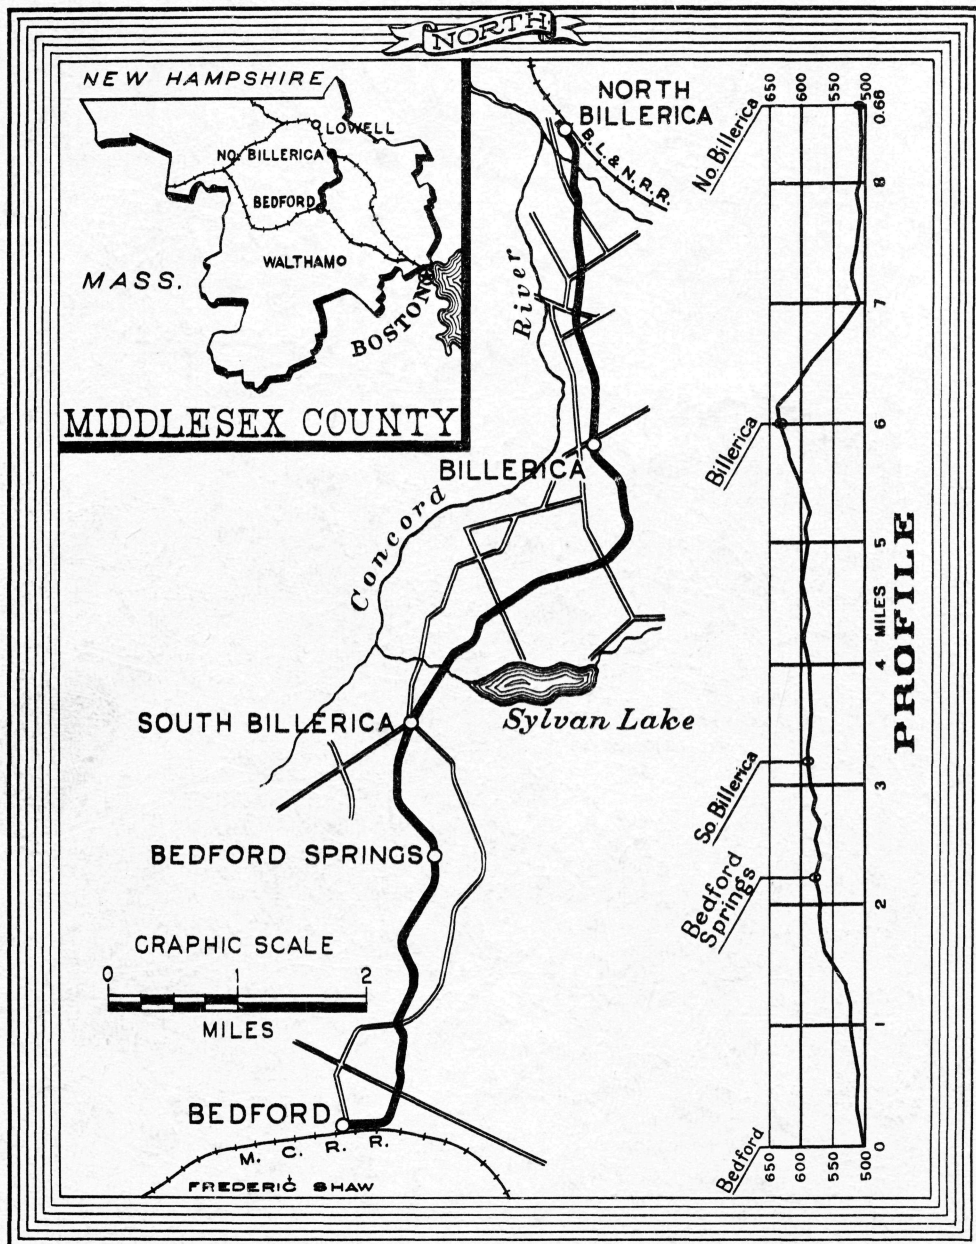 NORTH
NEW HAMPSHIRE
LOWELL
NO. BILLERICA
BEDFORD
WALTHAM
MASS.
BOSTON
MIDDLESEX COUNTY
NORTH
BILLERICA
B. L. & N. R. R.
River
BILLERICA
Concord
Sylvan Lake
SOUTH BILLERICA
BEDFORD SPRINGS
GRAPHIC SCALE
0 1 2
MILES
BEDFORD
M. C. R. R.
FREDERIC SHAW
650 600 550 500
No. Billerica
0.68
8
7
Billerica
6
5
MILES
4
PROFILE
So. Billerica
3
Bedford
Springs
2
1
Bedford
0
650 600 550 500